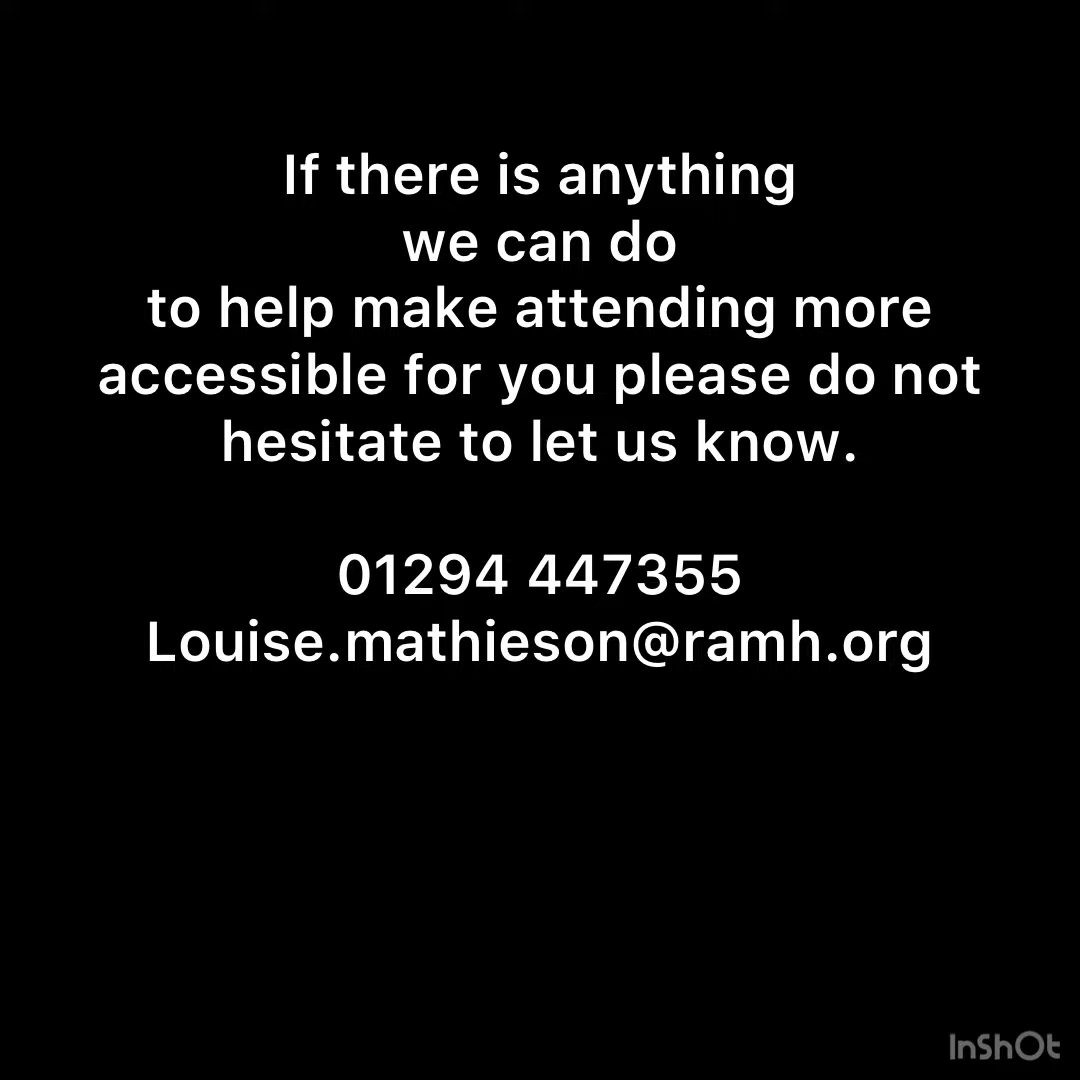 If there is anything
we can do
to help make attending more
accessible for you please do not
hesitate to let us know.
01294 447355
Louise.mathieson@ramh.org
InShOt